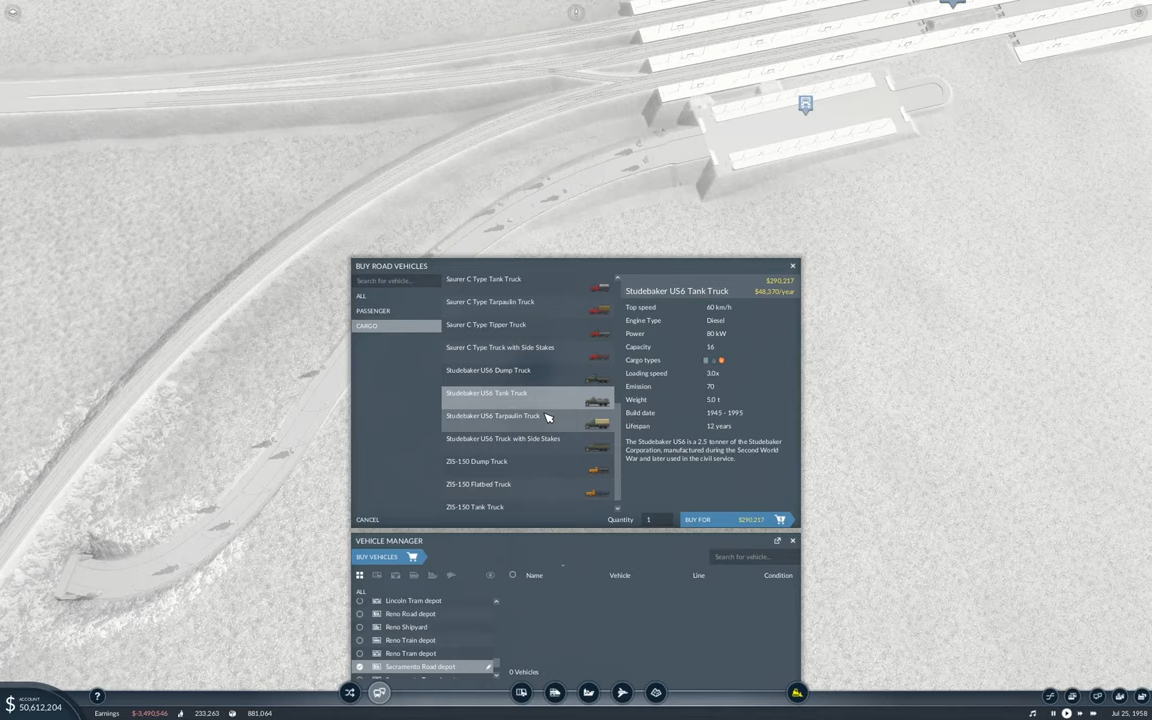 BUY ROAD VEHICLES
Search for vehicle...
ALL
PASSENGER
CARGO
Saurer C Type Tank Truck
Saurer C Type Tarpaulin Truck
Saurer C Type Tipper Truck
Saurer C Type Truck with Side Stakes
Studebaker US6 Dump Truck
Studebaker US6 Tank Truck
Studebaker US6 Tarpaulin Truck
Studebaker US6 Truck with Side Stakes
ZIS-150 Dump Truck
ZIS-150 Flatbed Truck
ZIS-150 Tank Truck
$290,217
Studebaker US6 Tank Truck $48,370/year
Top speed 60 km/h
Engine Type Diesel
Power 80 kW
Capacity 16
Cargo types
Loading speed 3.0x
Emission 70
Weight 5.0 t
Build date 1945 - 1995
Lifespan 12 years
The Studebaker US6 is a 2.5 tonner of the Studebaker
Corporation, manufactured during the Second World
War and later used in the civil service.
CANCEL
Quantity 1 BUY FOR $290,217
VEHICLE MANAGER
BUY VEHICLES
Search for vehicle...
Name Vehicle Line Condition
ALL
Lincoln Tram depot
Reno Road depot
Reno Shipyard
Reno Train depot
Reno Tram depot
Sacramento Road depot
0 Vehicles
ACCOUNT
$ 50,612,204
?
Earnings $-3,490,546 233,263 881,064
Jul 25, 1958